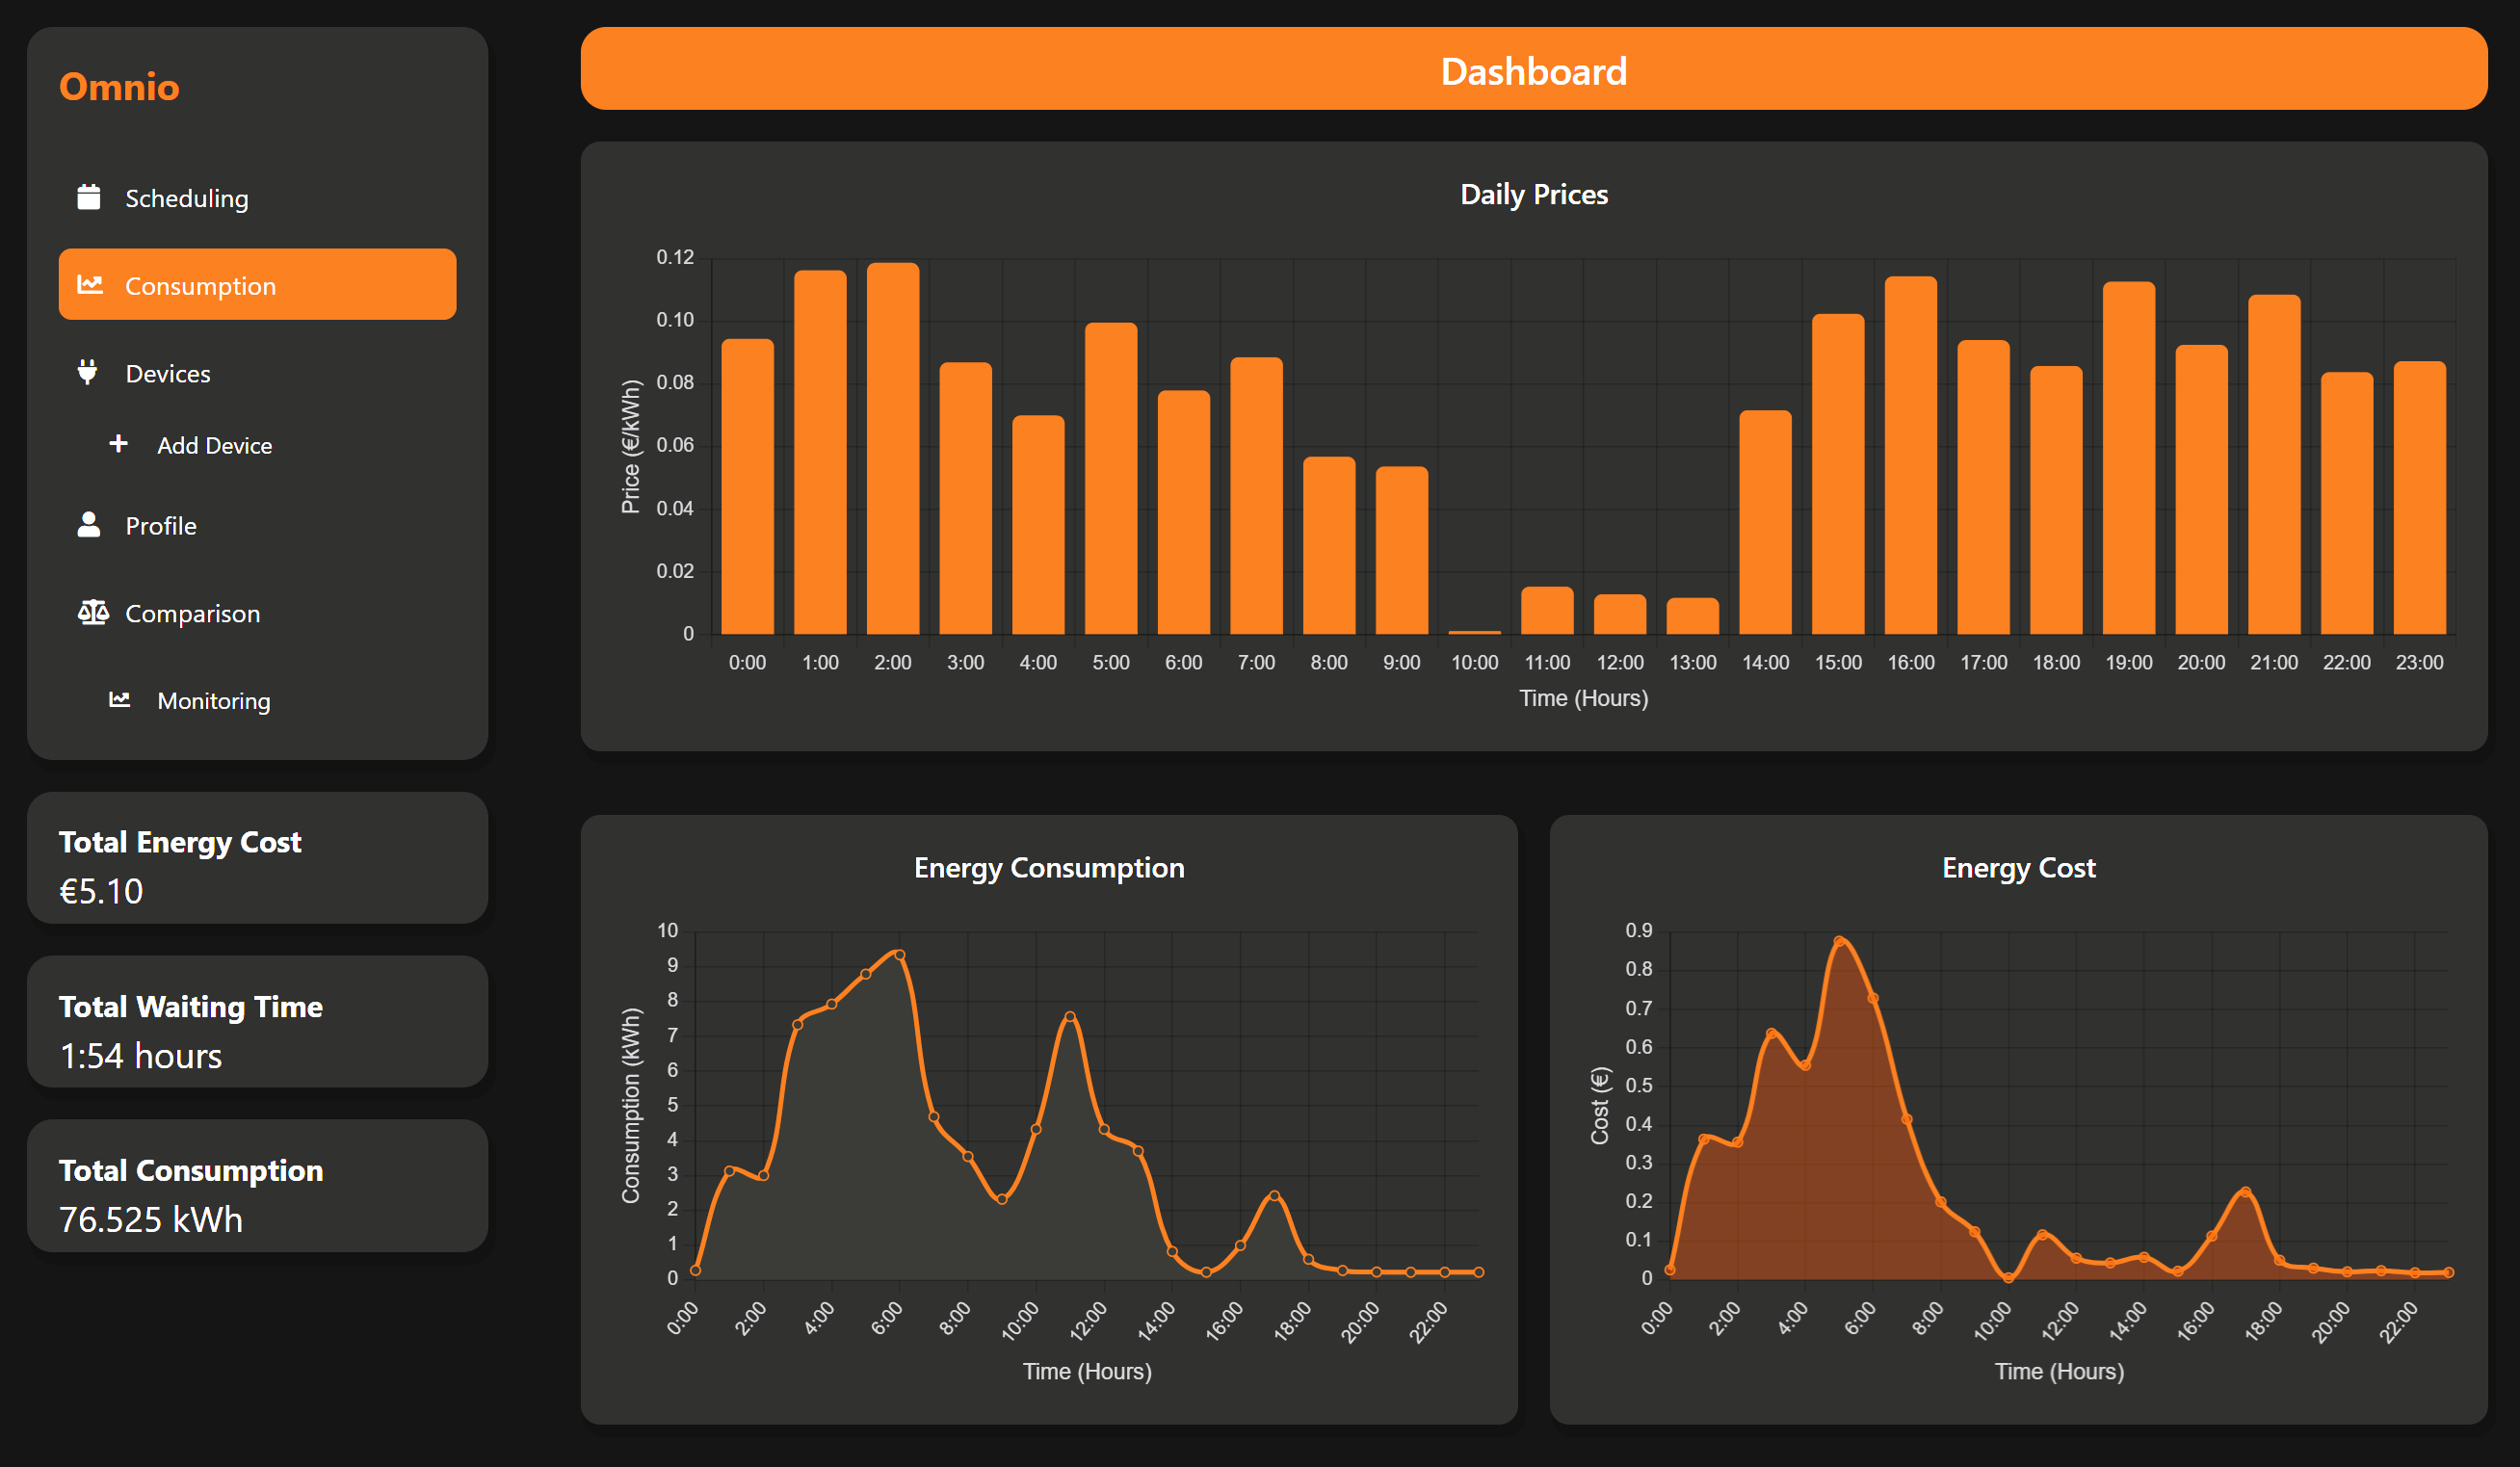 Omnio
Scheduling
Consumption
Devices
Add Device
Profile
Comparison
Monitoring
Total Energy Cost
€5.10
Total Waiting Time
1:54 hours
Total Consumption
76.525 kWh
Dashboard
Daily Prices
Price (€/kWh)
0.12
0.10
0.08
0.06
0.04
0.02
0
0:00 1:00 2:00 3:00 4:00 5:00 6:00 7:00 8:00 9:00 10:00 11:00 12:00 13:00 14:00 15:00 16:00 17:00 18:00 19:00 20:00 21:00 22:00 23:00
Time (Hours)
Energy Consumption
Consumption (kWh)
10
9
8
7
6
5
4
3
2
1
0
0:00 2:00 4:00 6:00 8:00 10:00 12:00 14:00 16:00 18:00 20:00 22:00
Time (Hours)
Energy Cost
Cost (€)
0.9
0.8
0.7
0.6
0.5
0.4
0.3
0.2
0.1
0
0:00 2:00 4:00 6:00 8:00 10:00 12:00 14:00 16:00 18:00 20:00 22:00
Time (Hours)